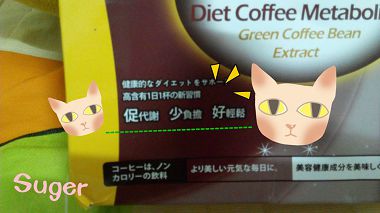 Diet Coffee Metaboli
Green Coffee Bean
Extract
健康的なダイエットをサポー
高含有1日1杯の新習慣
促代謝 少負擔 好輕鬆
コーヒーは、ノン
カロリーの飲料
より美しい元気な毎日に。
美容健康成分を美味しく
Suger